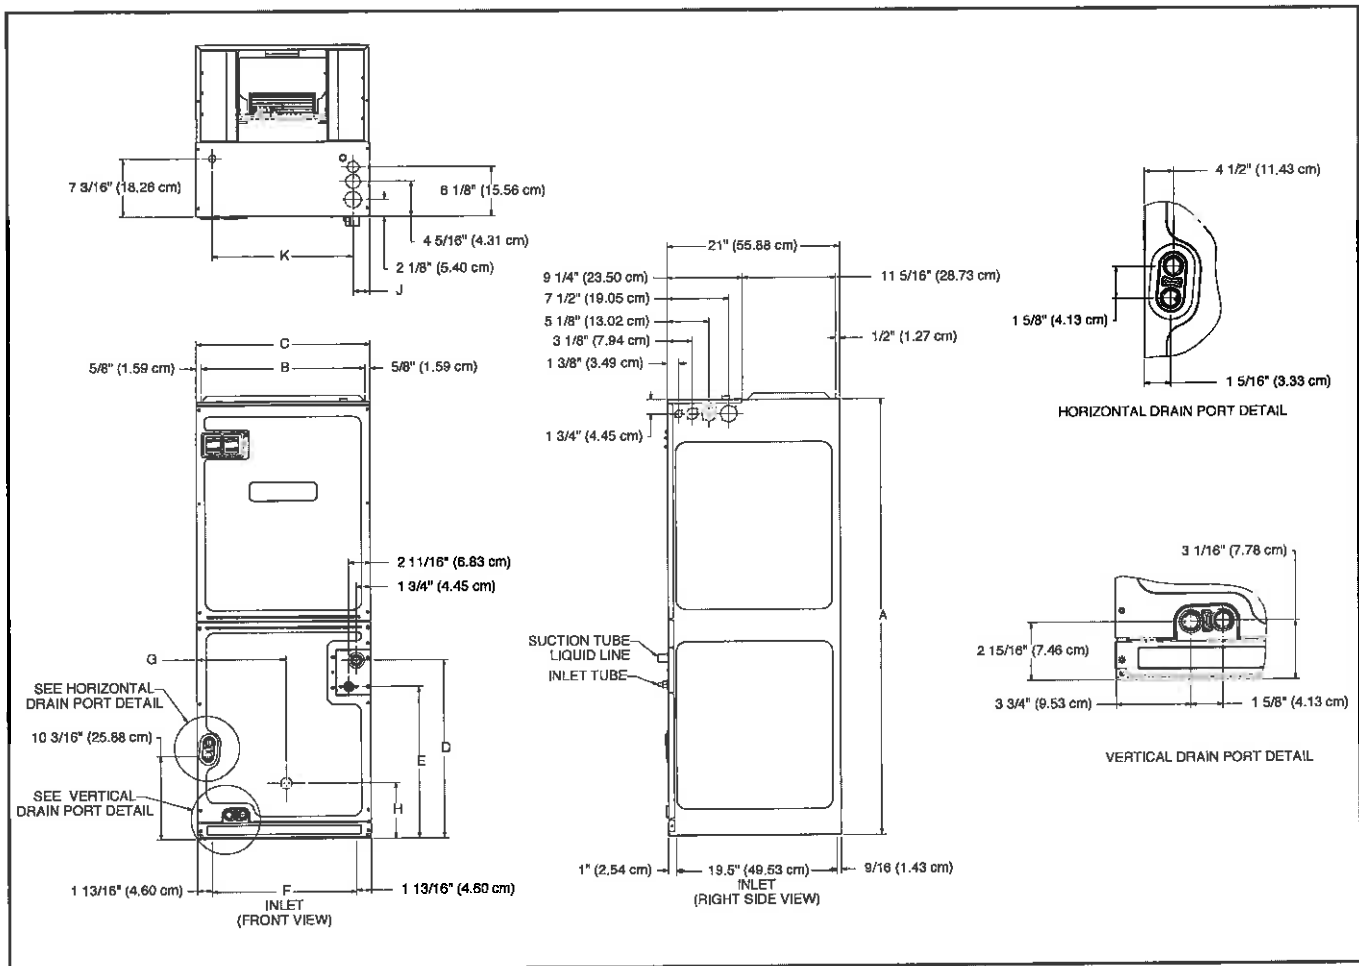 7 3/16" (18.26 cm)
6 1/8" (15.56 cm)
4 5/16" (4.31 cm)
K
2 1/8" (5.40 cm)
J
C
5/8" (1.59 cm)
B
5/8" (1.59 cm)
2 11/16" (6.83 cm)
1 3/4" (4.45 cm)
G
SEE HORIZONTAL
DRAIN PORT DETAIL
10 3/16" (25.88 cm)
D
E
SEE VERTICAL
DRAIN PORT DETAIL
H
1 13/16" (4.60 cm)
F
1 13/16" (4.60 cm)
INLET
(FRONT VIEW)
21" (55.88 cm)
9 1/4" (23.50 cm)
11 5/16" (28.73 cm)
7 1/2" (19.05 cm)
5 1/8" (13.02 cm)
3 1/8" (7.94 cm)
1/2" (1.27 cm)
1 3/8" (3.49 cm)
1 3/4" (4.45 cm)
A
SUCTION TUBE
LIQUID LINE
INLET TUBE
1" (2.54 cm)
19.5" (49.53 cm)
9/16 (1.43 cm)
INLET
(RIGHT SIDE VIEW)
4 1/2" (11.43 cm)
1 5/8" (4.13 cm)
1 5/16" (3.33 cm)
HORIZONTAL DRAIN PORT DETAIL
3 1/16" (7.78 cm)
2 15/16" (7.46 cm)
3 3/4" (9.53 cm)
1 5/8" (4.13 cm)
VERTICAL DRAIN PORT DETAIL